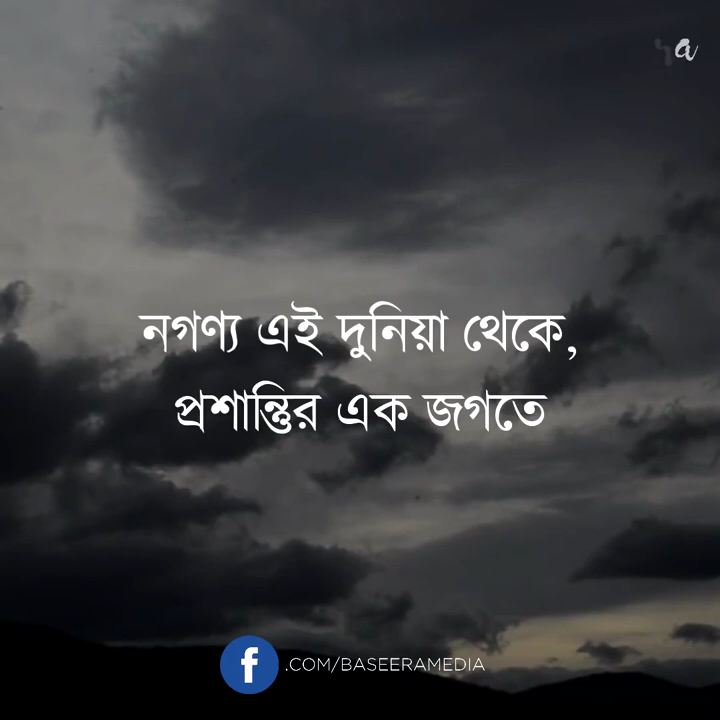 নগণ্য এই দুনিয়া থেকে,
প্রশান্তির এক জগতে
f .COM/BASEERAMEDIA